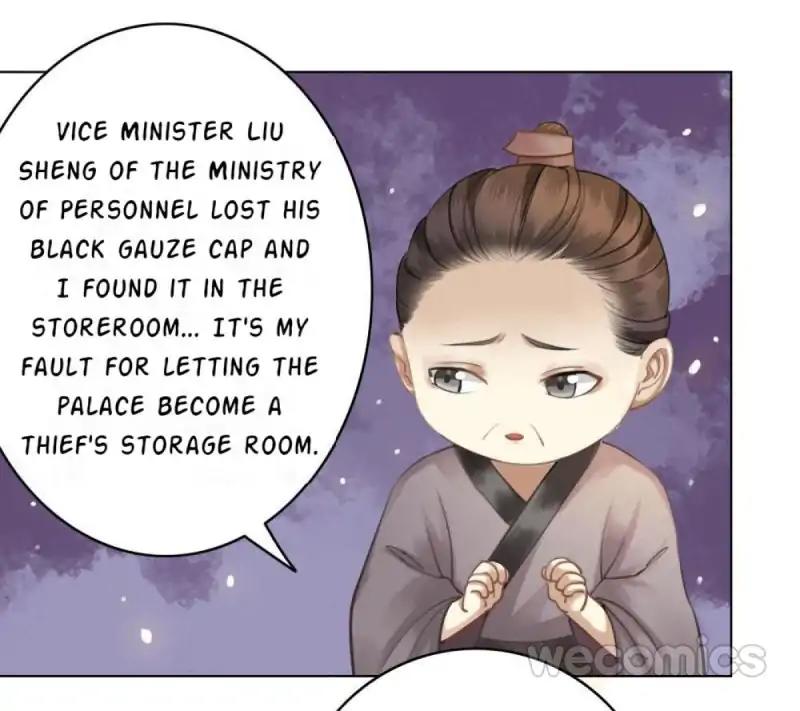 VICE MINISTER LIU
SHENG OF THE MINISTRY
OF PERSONNEL LOST HIS
BLACK GAUZE CAP AND
I FOUND IT IN THE
STOREROOM... IT'S MY
FAULT FOR LETTING THE
PALACE BECOME A
THIEF'S STORAGE ROOM.
wecomics